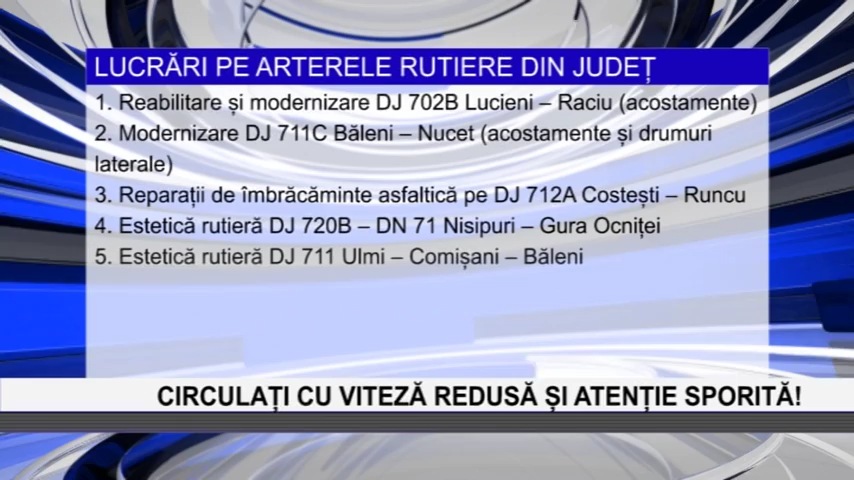 LUCRĂRI PE ARTERELE RUTIERE DIN JUDEȚ
1. Reabilitare și modernizare DJ 702B Lucieni – Raciu (acostamente)
2. Modernizare DJ 711C Băleni – Nucet (acostamente și drumuri
laterale)
3. Reparații de îmbrăcăminte asfaltică pe DJ 712A Costești – Runcu
4. Estetică rutieră DJ 720B – DN 71 Nisipuri – Gura Ocniței
5. Estetică rutieră DJ 711 Ulmi – Comișani – Băleni
CIRCULAȚI CU VITEZĂ REDUSĂ ȘI ATENȚIE SPORITĂ!